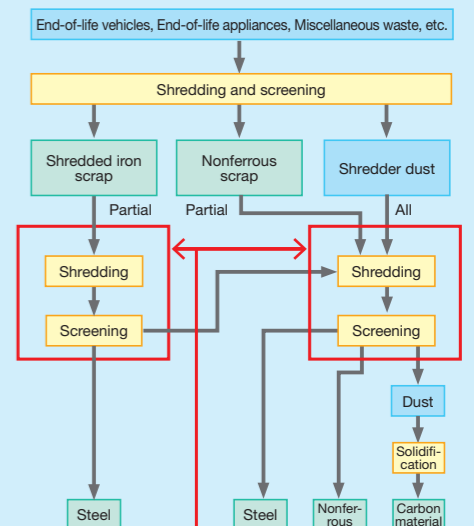 End-of-life vehicles, End-of-life appliances, Miscellaneous waste, etc.
Shredding and screening
Shredded iron
scrap
Nonferrous
scrap
Shredder dust
Partial
Partial
All
Shredding
Shredding
Screening
Screening
Dust
Solidifi-
cation
Steel
Steel
Nonfer-
rous
Carbon
material